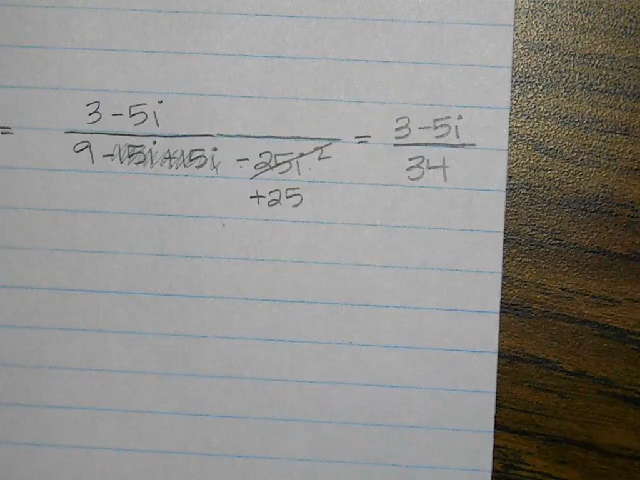 = 3-5i / 9-15i+15i-25i² = 3-5i / 34
+25